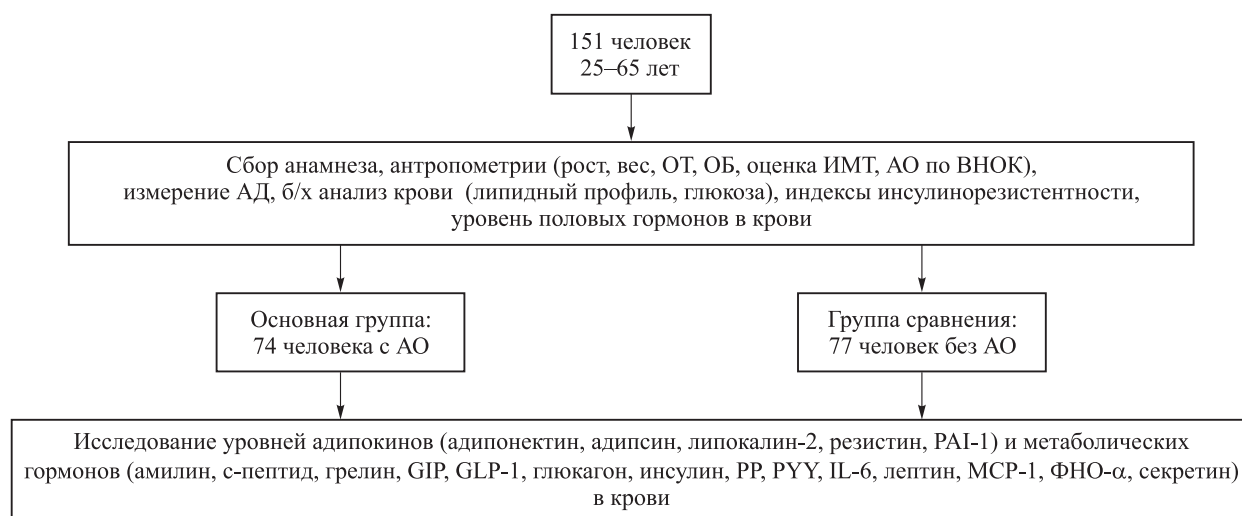 151 человек
25–65 лет
Сбор анамнеза, антропометрии (рост, вес, ОТ, ОБ, оценка ИМТ, АО по ВНОК),
измерение АД, б/х анализ крови (липидный профиль, глюкоза), индексы инсулинорезистентности,
уровень половых гормонов в крови
Основная группа:
74 человека с АО
Группа сравнения:
77 человек без АО
Исследование уровней адипокинов (адипонектин, адипсин, липокалин-2, резистин, PAI-1) и метаболических
гормонов (амилин, с-пептид, грелин, GIP, GLP-1, глюкагон, инсулин, PP, PYY, IL-6, лептин, MCP-1, ФНО-α, секретин)
в крови